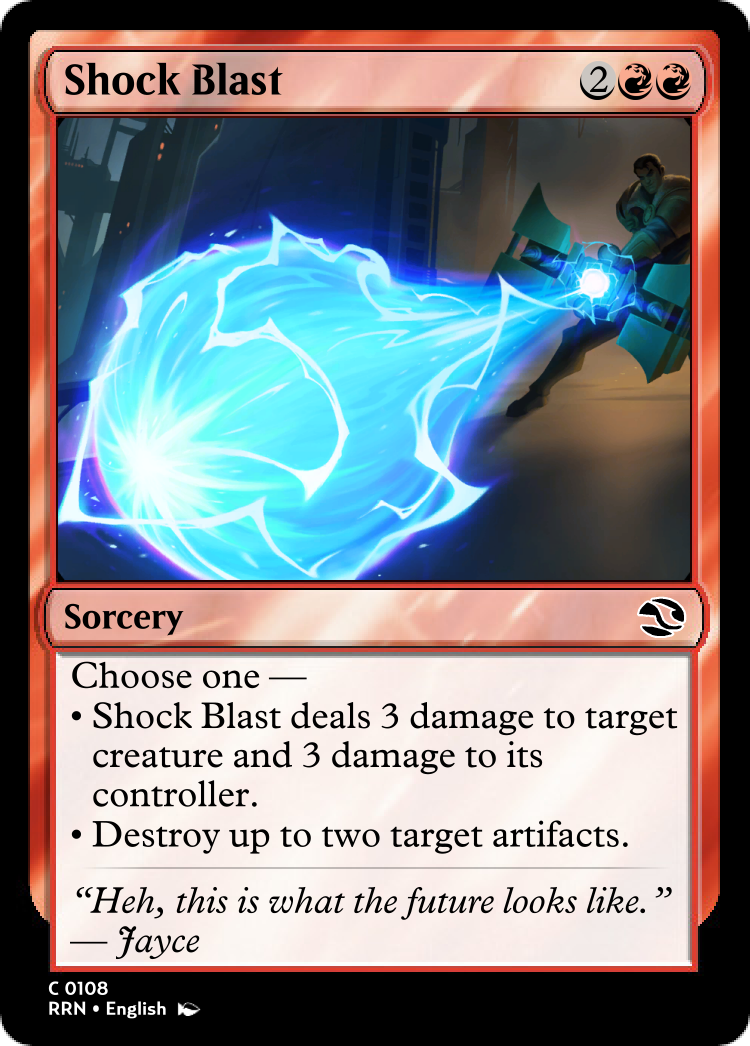 Shock Blast
2
Sorcery
Choose one —
• Shock Blast deals 3 damage to target
creature and 3 damage to its
controller.
• Destroy up to two target artifacts.
“Heh, this is what the future looks like.”
— Jayce
C 0108
RRN • English